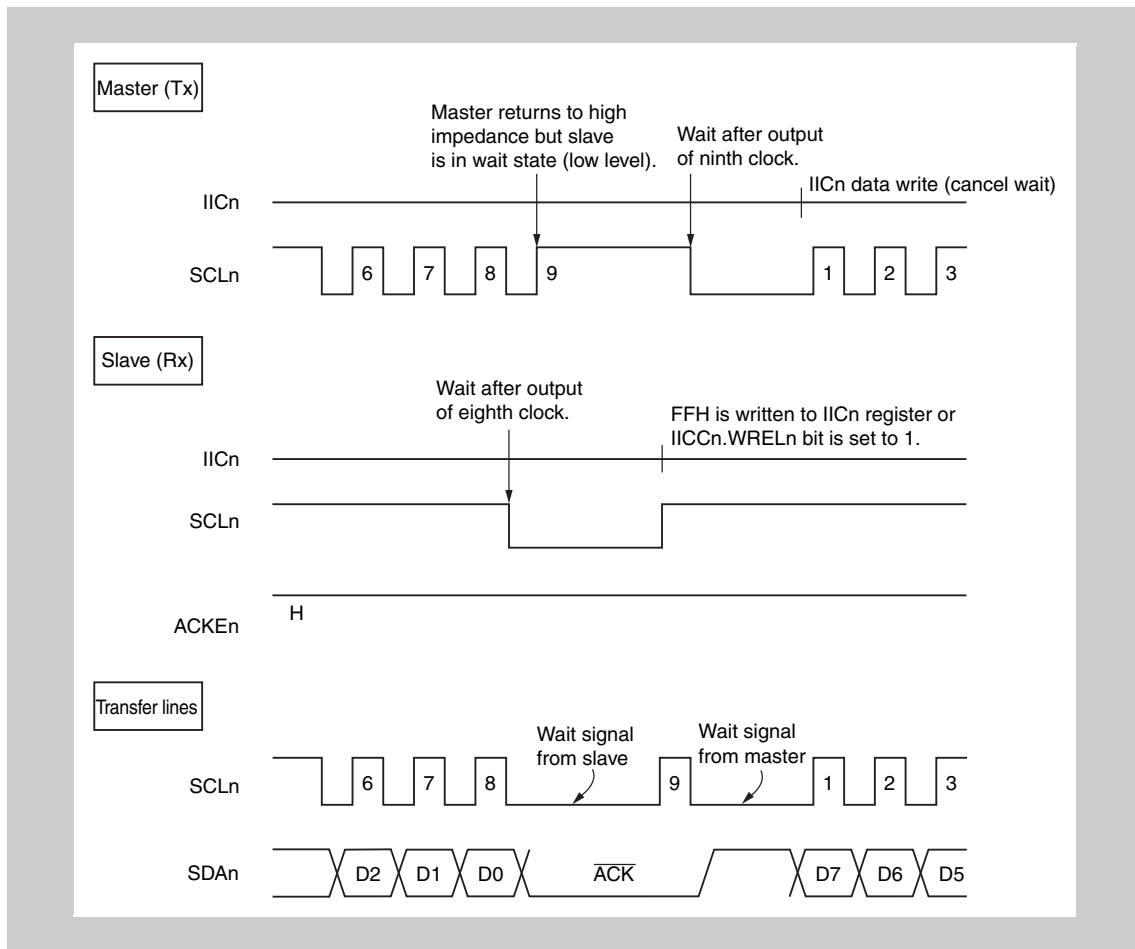 Master (Tx)
Master returns to high
impedance but slave
is in wait state (low level).
Wait after output
of ninth clock.
IICn data write (cancel wait)
IICn
SCLn
6 7 8 9 1 2 3
Slave (Rx)
Wait after output
of eighth clock.
FFH is written to IICn register or
IICCn.WRELn bit is set to 1.
IICn
SCLn
H
ACKEn
Transfer lines
Wait signal
from slave
Wait signal
from master
SCLn
6 7 8 9 1 2 3
SDAn
D2 D1 D0 ACK D7 D6 D5